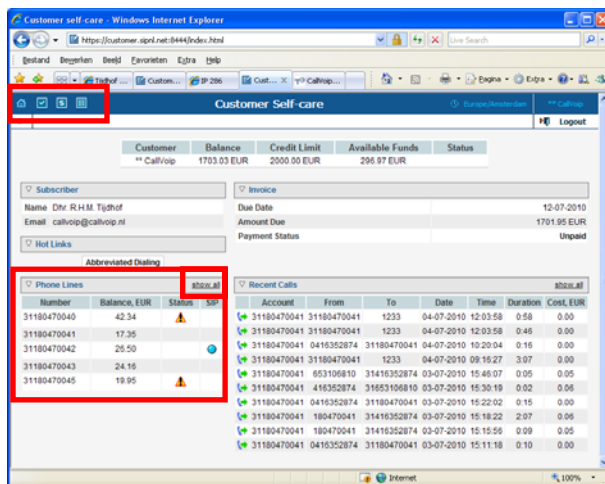 Customer self-care - Windows Internet Explorer
https://customer.sipnl.net:8444/index.html
Live Search
Bestand Bewerken Beeld Favorieten Extra Help
Tijdhof ... Custom... IP 286 Cust... X CallVoip... Pagina Extra
Customer Self-care Europe/Amsterdam ** CallVoip
Logout
Customer Balance Credit Limit Available Funds Status
** CallVoip 1703.03 EUR 2000.00 EUR 296.97 EUR
Subscriber
Name Dhr. R.H.M. Tijdhof
Email callvoip@callvoip.nl
Hot Links
Abbreviated Dialing
Invoice
Due Date 12-07-2010
Amount Due 1701.95 EUR
Payment Status Unpaid
Phone Lines show all
Number Balance, EUR Status SIP
31180470040 42.34
31180470041 17.35
31180470042 26.50
31180470043 24.16
31180470045 19.95
Recent Calls show all
Account From To Date Time Duration Cost, EUR
31180470041 31180470041 1233 04-07-2010 12:03:58 0:58 0.00
31180470041 31180470041 1233 04-07-2010 12:03:58 0:46 0.00
31180470041 0416352874 31180470041 04-07-2010 10:20:04 0:16 0.00
31180470041 31180470041 1233 04-07-2010 09:16:27 3:07 0.00
31180470041 653106810 31416352874 03-07-2010 15:46:07 0:05 0.05
31180470041 416352874 31653106810 03-07-2010 15:30:19 0:02 0.06
31180470041 0416352874 31180470041 03-07-2010 15:22:02 0:15 0.00
31180470041 180470041 31416352874 03-07-2010 15:18:22 2:07 0.06
31180470041 180470041 31416352874 03-07-2010 15:15:56 0:09 0.05
31180470041 0416352874 31180470041 03-07-2010 15:11:18 0:10 0.00
Internet 100%